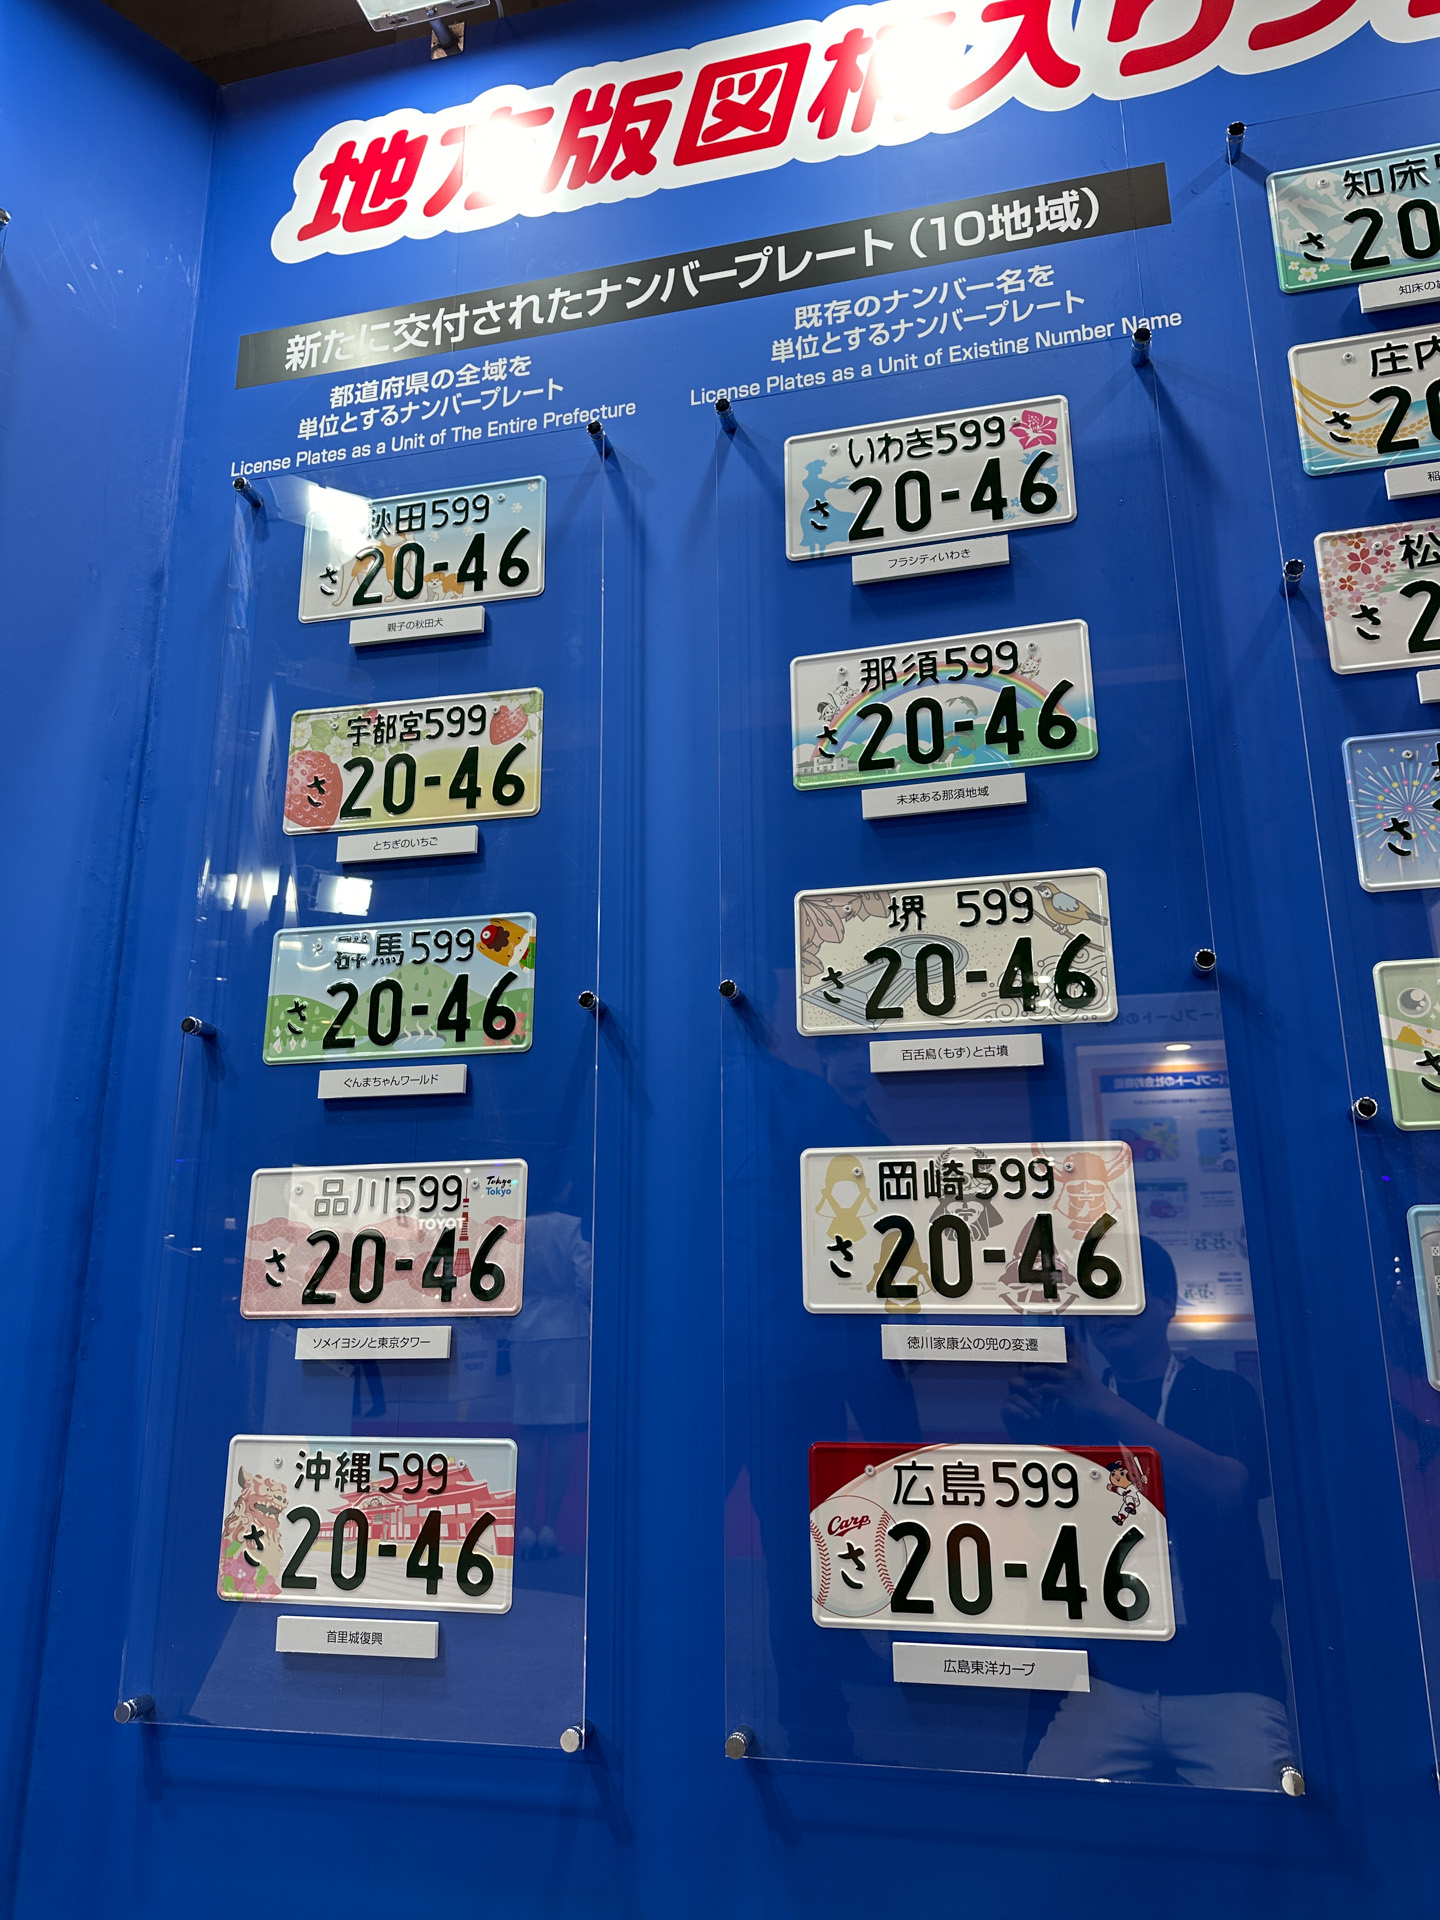 地方版図柄入り
新たに交付されたナンバープレート（10地域）
都道府県の全域を
単位とするナンバープレート
License Plates as a Unit of The Entire Prefecture
秋田599
さ 20-46
親子の秋田犬
宇都宮599
さ 20-46
とちぎのいちご
群馬599
さ 20-46
ぐんまちゃんワールド
品川599
Tokyo
Tokyo
さ 20-46
ソメイヨシノと東京タワー
沖縄599
さ 20-46
首里城復興
既存のナンバー名を
単位とするナンバープレート
License Plates as a Unit of Existing Number Name
いわき599
さ 20-46
フラシティいわき
那須599
さ 20-46
未来ある那須地域
堺 599
さ 20-46
百舌鳥（もず）と古墳
岡崎599
さ 20-46
徳川家康公の兜の変遷
広島599
Carp
さ 20-46
広島東洋カープ
知床
さ 20
知床の
庄内
さ 20
稲
松
さ 2
さ
さ